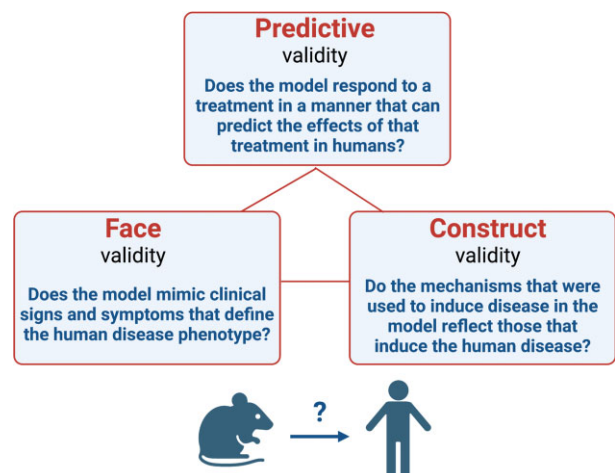 Predictive
validity
Does the model respond to a
treatment in a manner that can
predict the effects of that
treatment in humans?
Face
validity
Does the model mimic clinical
signs and symptoms that define
the human disease phenotype?
Construct
validity
Do the mechanisms that were
used to induce disease in the
model reflect those that
induce the human disease?
?